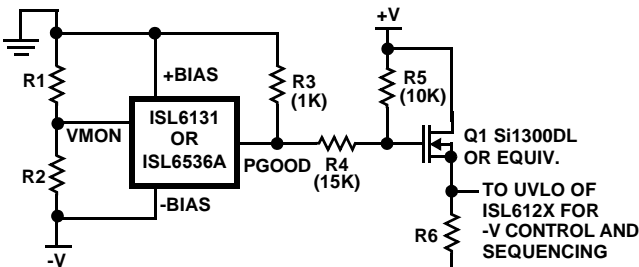 +V
R1
+BIAS
R3
(1K)
R5
(10K)
ISL6131
OR
ISL6536A
VMON
Q1 Si1300DL
OR EQUIV.
R2
PGOOD
R4
(15K)
-BIAS
TO UVLO OF
ISL612X FOR
-V CONTROL AND
SEQUENCING
R6
-V